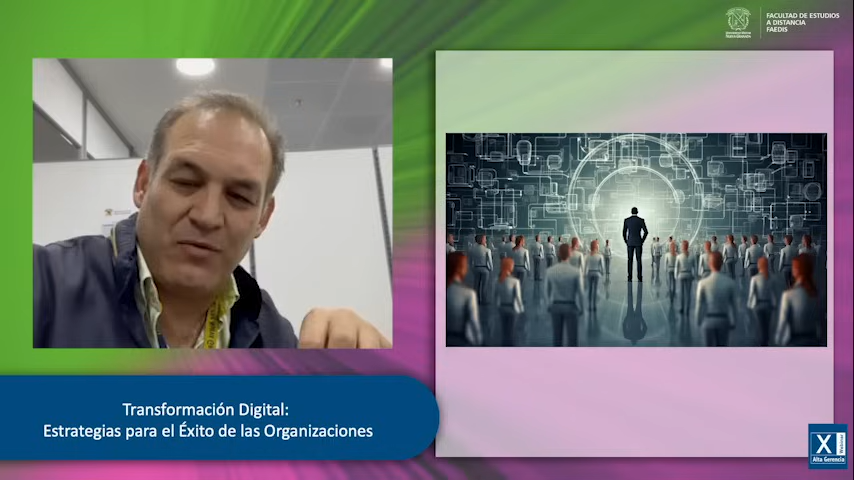 FACULTAD DE ESTUDIOS
A DISTANCIA
FAEDIS
Transformación Digital:
Estrategias para el Éxito de las Organizaciones
X
Alta Gerencia